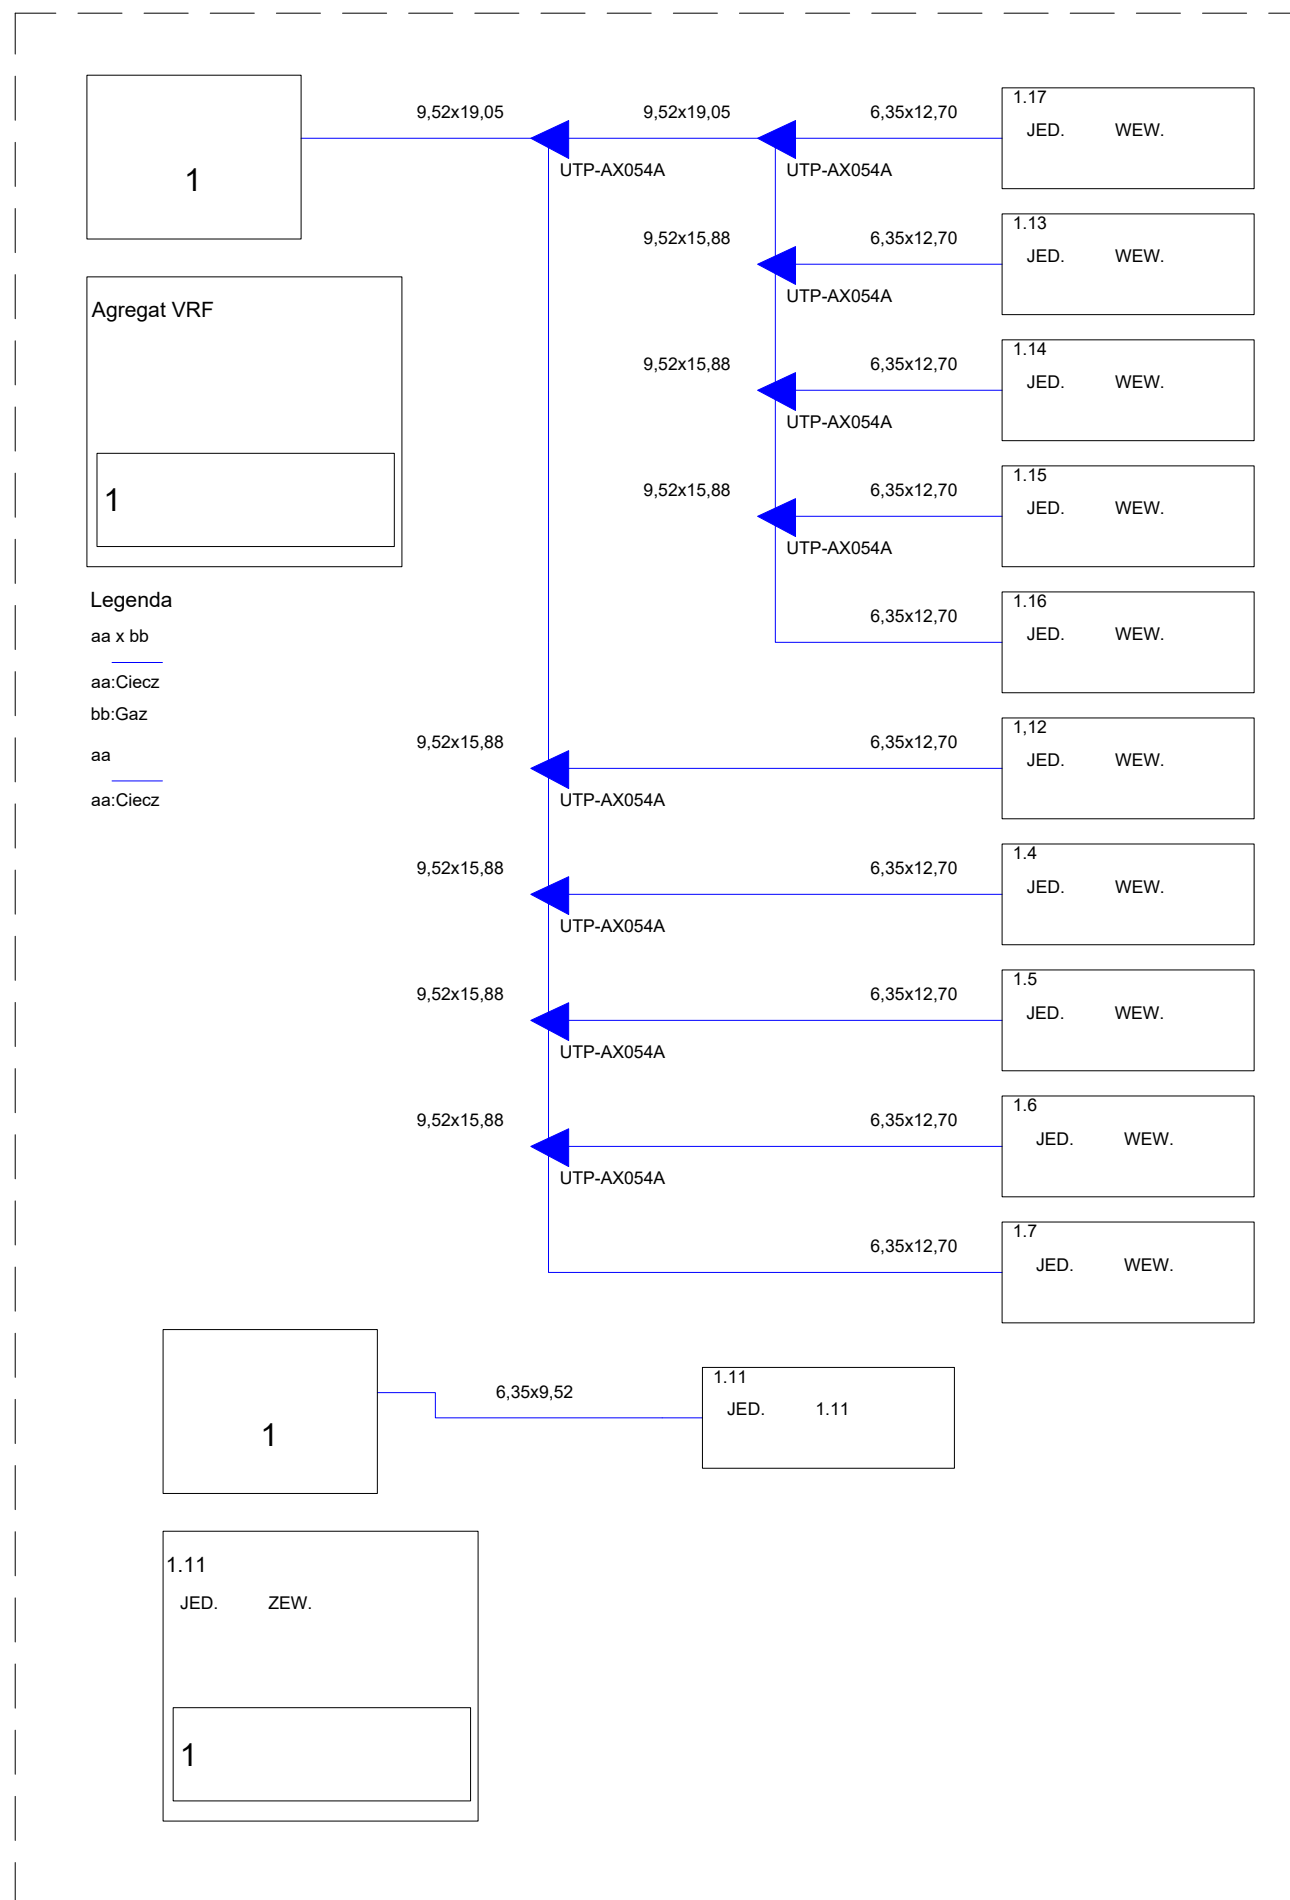 1
9,52x19,05
9,52x19,05
6,35x12,70
UTP-AX054A
UTP-AX054A
1.17
JED. WEW.
9,52x15,88
6,35x12,70
UTP-AX054A
1.13
JED. WEW.
Agregat VRF
1
9,52x15,88
6,35x12,70
UTP-AX054A
1.14
JED. WEW.
9,52x15,88
6,35x12,70
UTP-AX054A
1.15
JED. WEW.
6,35x12,70
1.16
JED. WEW.
Legenda
aa x bb
aa:Ciecz
bb:Gaz
aa
aa:Ciecz
9,52x15,88
6,35x12,70
UTP-AX054A
1,12
JED. WEW.
9,52x15,88
6,35x12,70
UTP-AX054A
1.4
JED. WEW.
9,52x15,88
6,35x12,70
UTP-AX054A
1.5
JED. WEW.
9,52x15,88
6,35x12,70
UTP-AX054A
1.6
JED. WEW.
6,35x12,70
1.7
JED. WEW.
1
6,35x9,52
1.11
JED. 1.11
1.11
JED. ZEW.
1